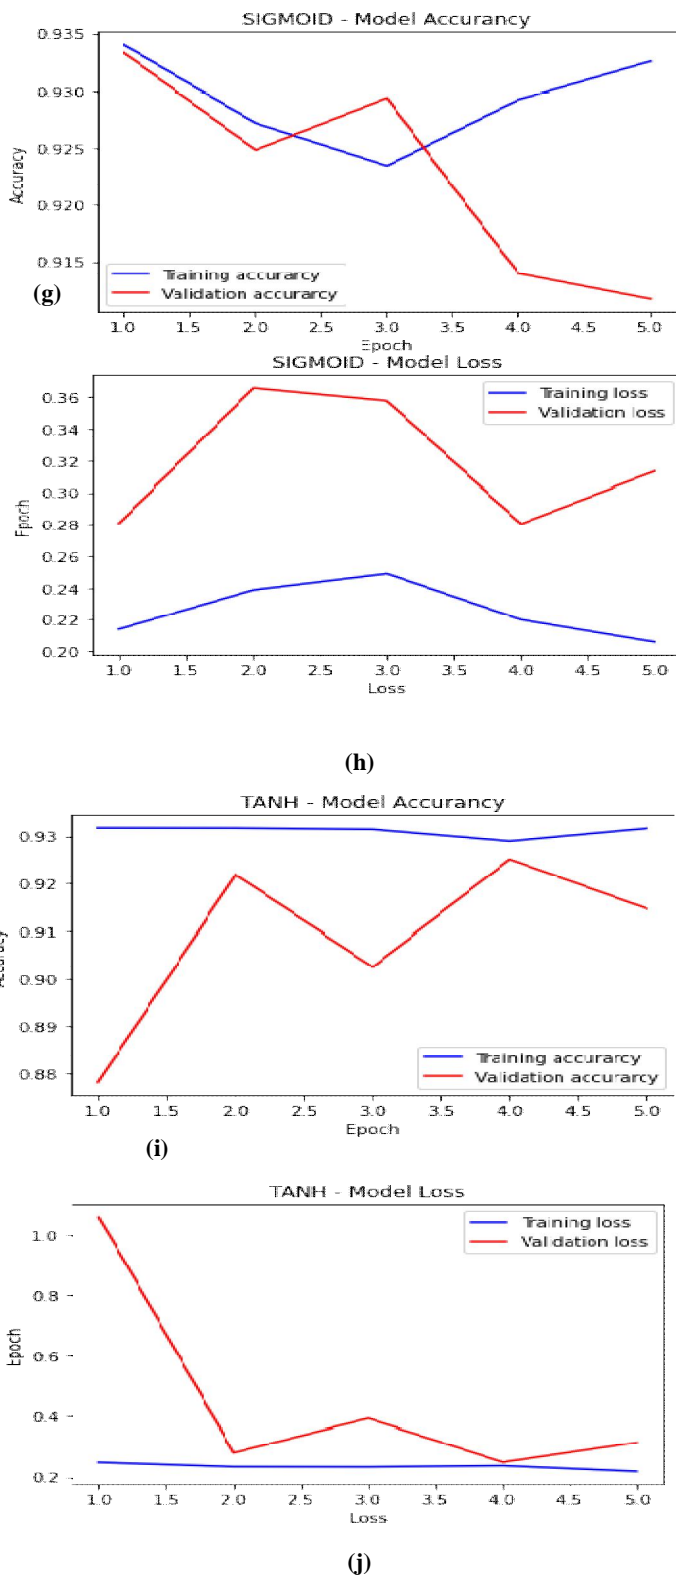 SIGMOID - Model Accurancy
0.935
0.930
0.925
0.920
0.915
Accuracy
Training accurarcy
Validation accurarcy
(g)
1.0 1.5 2.0 2.5 3.0 3.5 4.0 4.5 5.0
Epoch
SIGMOID - Model Loss
0.36
0.34
0.32
0.30
0.28
0.26
0.24
0.22
0.20
Epoch
Training loss
Validation loss
1.0 1.5 2.0 2.5 3.0 3.5 4.0 4.5 5.0
Loss
(h)
TANH - Model Accurancy
0.93
0.92
0.91
0.90
0.89
0.88
Accuracy
Training accurarcy
Validation accurarcy
1.0 1.5 2.0 2.5 3.0 3.5 4.0 4.5 5.0
Epoch
(i)
TANH - Model Loss
1.0
0.8
0.6
0.4
0.2
Epoch
Training loss
Validation loss
1.0 1.5 2.0 2.5 3.0 3.5 4.0 4.5 5.0
Loss
(j)